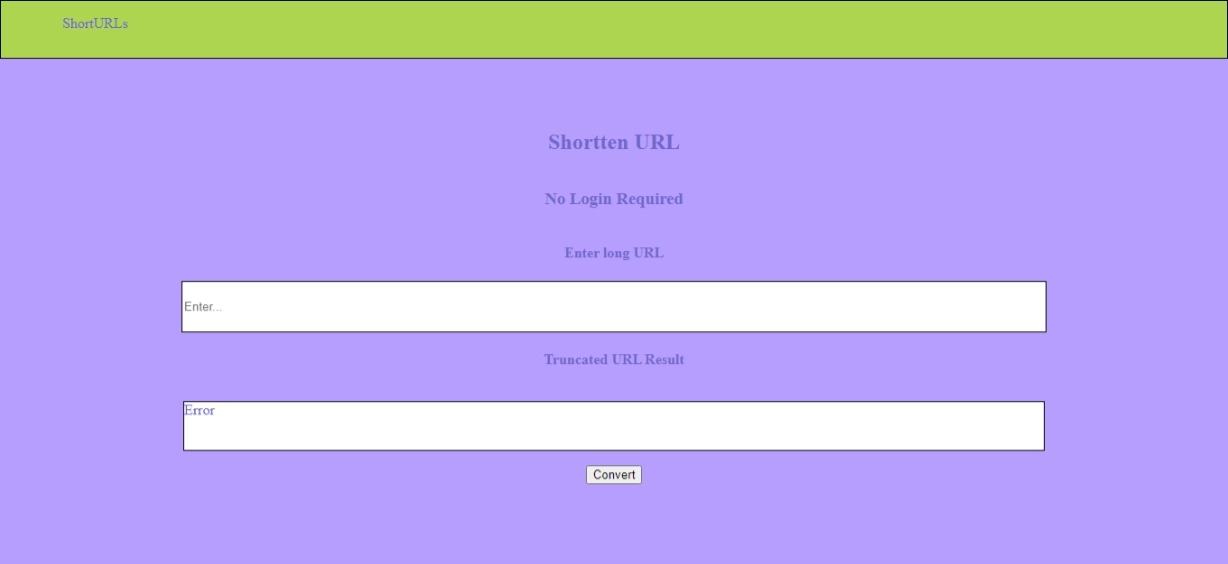 ShortURLs
Shortten URL
No Login Required
Enter long URL
Enter...
Truncated URL Result
Error
Convert